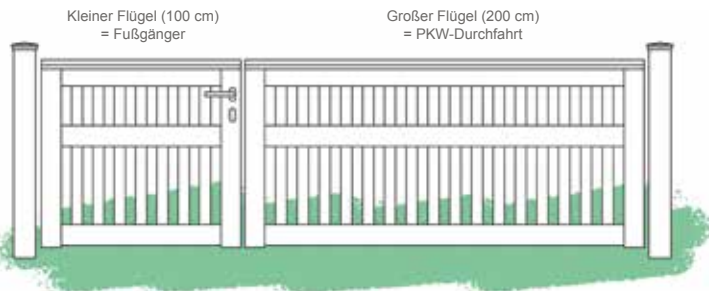 Kleiner Flügel (100 cm)
= Fußgänger
Großer Flügel (200 cm)
= PKW-Durchfahrt